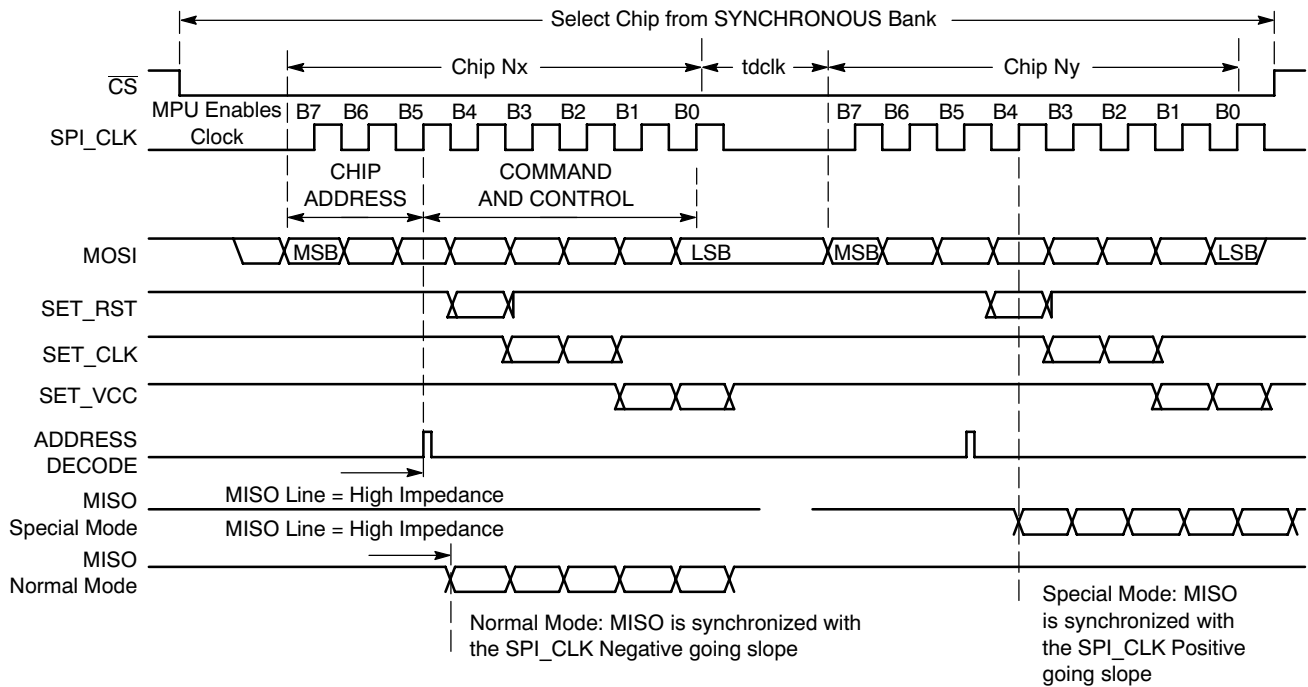 Select Chip from SYNCHRONOUS Bank
Chip Nx
tdclk
Chip Ny
CS
MPU Enables
Clock
B7 B6 B5 B4 B3 B2 B1 B0
B7 B6 B5 B4 B3 B2 B1 B0
SPI_CLK
CHIP
ADDRESS
COMMAND
AND CONTROL
MOSI
MSB
LSB
MSB
LSB
SET_RST
SET_CLK
SET_VCC
ADDRESS
DECODE
MISO Line = High Impedance
MISO
Special Mode
MISO Line = High Impedance
MISO
Normal Mode
Normal Mode: MISO is synchronized with
the SPI_CLK Negative going slope
Special Mode: MISO
is synchronized with
the SPI_CLK Positive
going slope